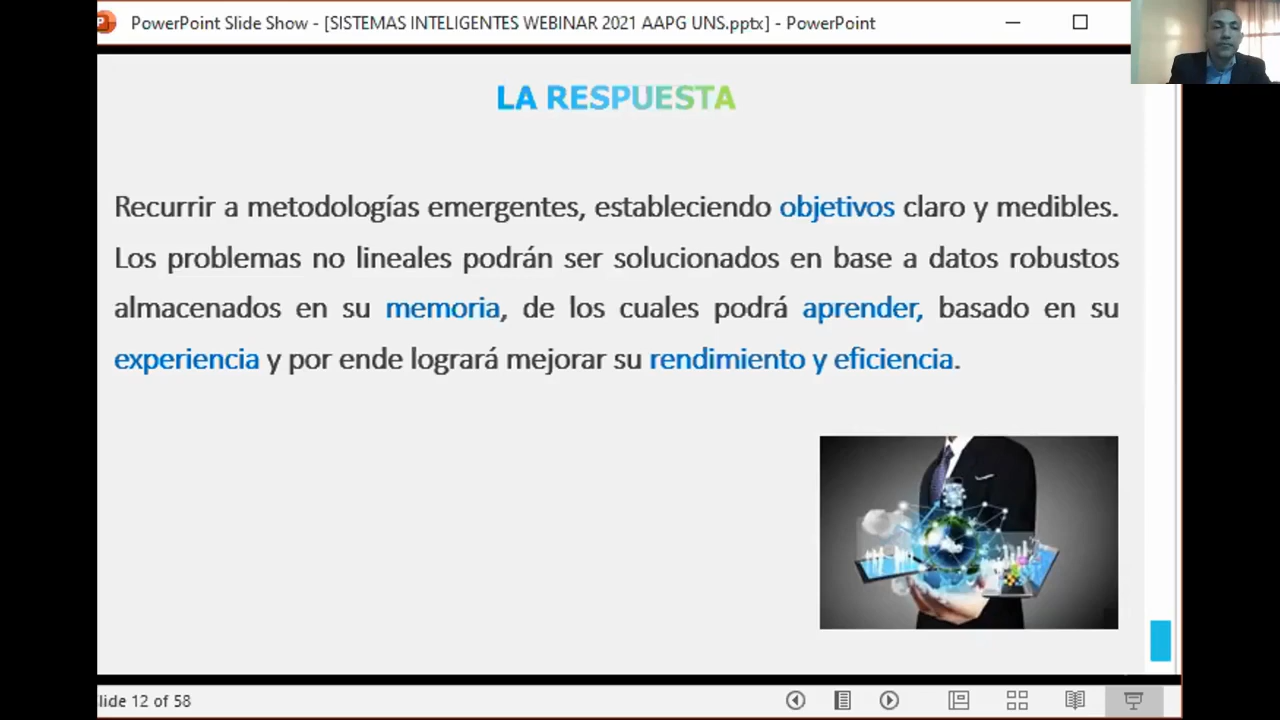 PowerPoint Slide Show - [SISTEMAS INTELIGENTES WEBINAR 2021 AAPG UNS.pptx] - PowerPoint
LA RESPUESTA
Recurrir a metodologías emergentes, estableciendo objetivos claro y medibles.
Los problemas no lineales podrán ser solucionados en base a datos robustos
almacenados en su memoria, de los cuales podrá aprender, basado en su
experiencia y por ende logrará mejorar su rendimiento y eficiencia.
lide 12 of 58